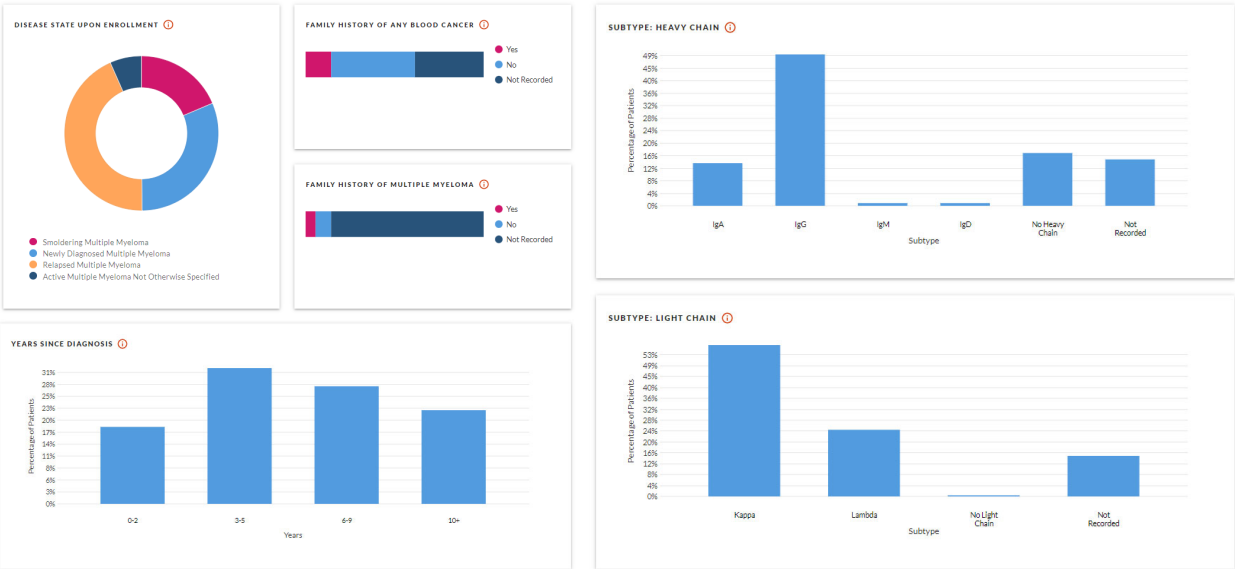 DISEASE STATE UPON ENROLLMENT
Smoldering Multiple Myeloma
Newly Diagnosed Multiple Myeloma
Relapsed Multiple Myeloma
Active Multiple Myeloma Not Otherwise Specified
FAMILY HISTORY OF ANY BLOOD CANCER
Yes
No
Not Recorded
FAMILY HISTORY OF MULTIPLE MYELOMA
Yes
No
Not Recorded
YEARS SINCE DIAGNOSIS
Percentage of Patients
31%
28%
25%
23%
20%
17%
14%
11%
8%
6%
3%
0%
0-2
3-5
6-9
10+
Years
SUBTYPE: HEAVY CHAIN
Percentage of Patients
49%
45%
40%
36%
32%
28%
24%
20%
16%
12%
8%
4%
0%
IgA
IgG
IgM
IgD
No Heavy
Chain
Not
Recorded
Subtype
SUBTYPE: LIGHT CHAIN
Percentage of Patients
53%
49%
45%
40%
36%
32%
28%
24%
20%
16%
12%
8%
4%
0%
Kappa
Lambda
No Light
Chain
Not
Recorded
Subtype